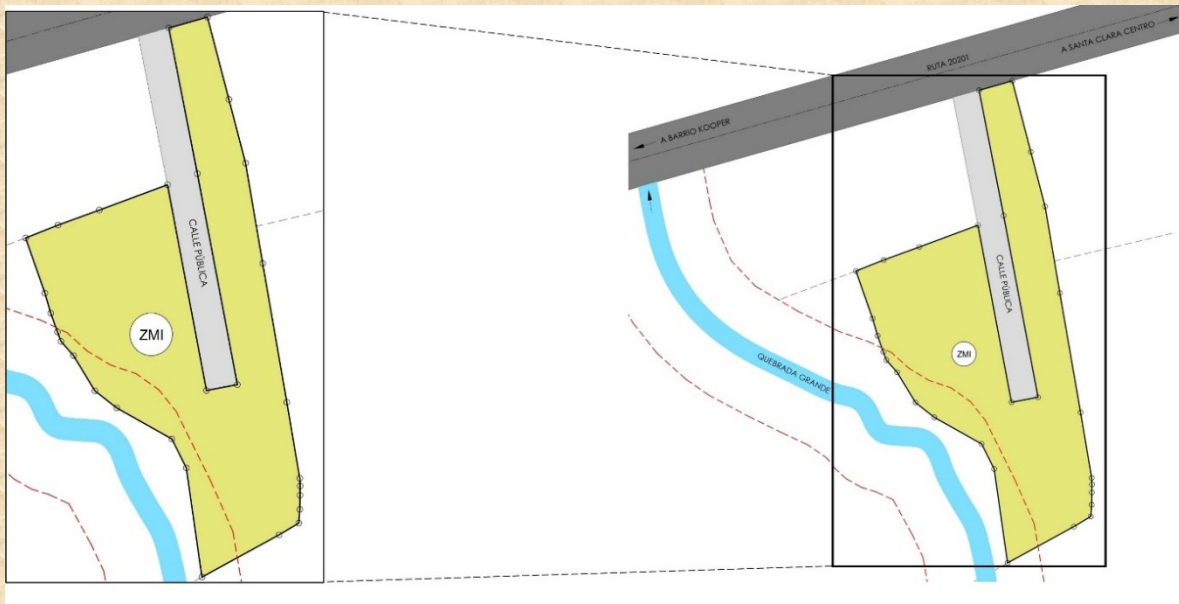 CALLE PÚBLICA
ZMI
A BARRIO KOOPER
RUTA 20201
A SANTA CLARA CENTRO
CALLE PÚBLICA
ZMI
QUEBRADA GRANDE